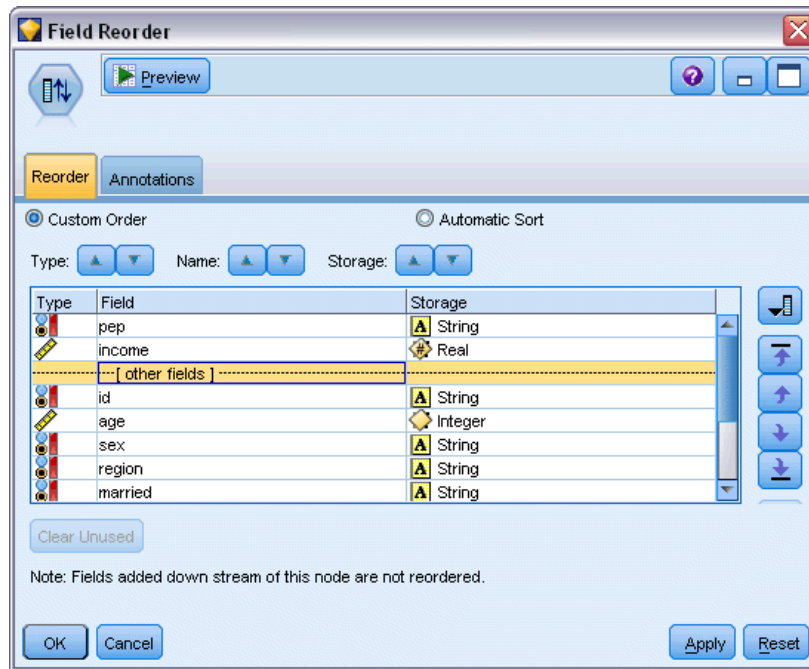 Field Reorder
Preview
Reorder Annotations
Custom Order Automatic Sort
Type: Name: Storage:
Type Field Storage
pep A String
income # Real
[ other fields ]
id A String
age Integer
sex A String
region A String
married A String
Clear Unused
Note: Fields added down stream of this node are not reordered.
OK Cancel Apply Reset